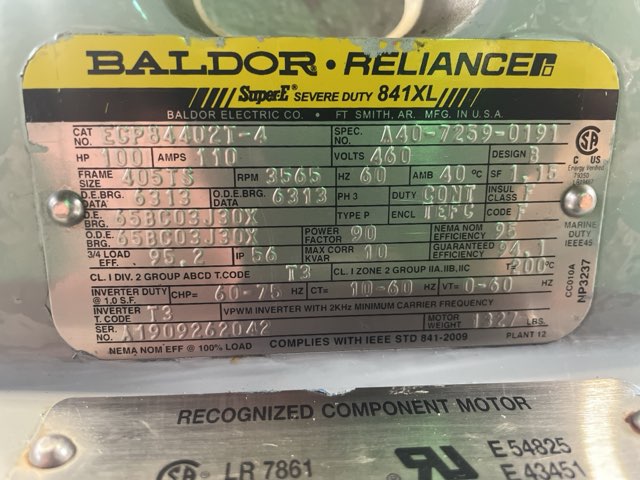 BALDOR · RELIANCE
Super-E® SEVERE DUTY 841XL
BALDOR ELECTRIC CO. • FT SMITH, AR. MFG. IN U.S.A.
CAT NO. ECP84402T-4 SPEC. NO. A40-7259-0191
HP 100 AMPS 110 VOLTS 460 DESIGN B
FRAME SIZE 405TS RPM 3565 HZ 60 AMB 40 °C SF 1.15
D.E.BRG. DATA 6313 O.D.E.BRG. DATA 6313 PH 3 DUTY CONT INSUL CLASS F
D.E. BRG. 65BC03J30X TYPE P ENCL TEFC CODE F
O.D.E. BRG. 65BC03J30X POWER FACTOR 90 NEMA NOM EFFICIENCY 95
3/4 LOAD EFF. 95.2 IP 56 MAX CORR KVAR 10 GUARANTEED EFFICIENCY 94.1
CL. I DIV. 2 GROUP ABCD T.CODE T3 CL. I ZONE 2 GROUP IIA,IIB,IIC T= 200°C
INVERTER DUTY @ 1.0 S.F. CHP= 60-75 HZ CT= 10-60 HZ VT= 0-60 HZ
INVERTER T. CODE T3 VPWM INVERTER WITH 2KHz MINIMUM CARRIER FREQUENCY
SER. NO. A1909262042 MOTOR WEIGHT 1327 LBS.
NEMA NOM EFF @ 100% LOAD COMPLIES WITH IEEE STD 841-2009 PLANT 12
C US
Energy Verified
MARINE DUTY IEEE45
CC010A
NP3237
RECOGNIZED COMPONENT MOTOR
LR 7861
E 54825
E 43451